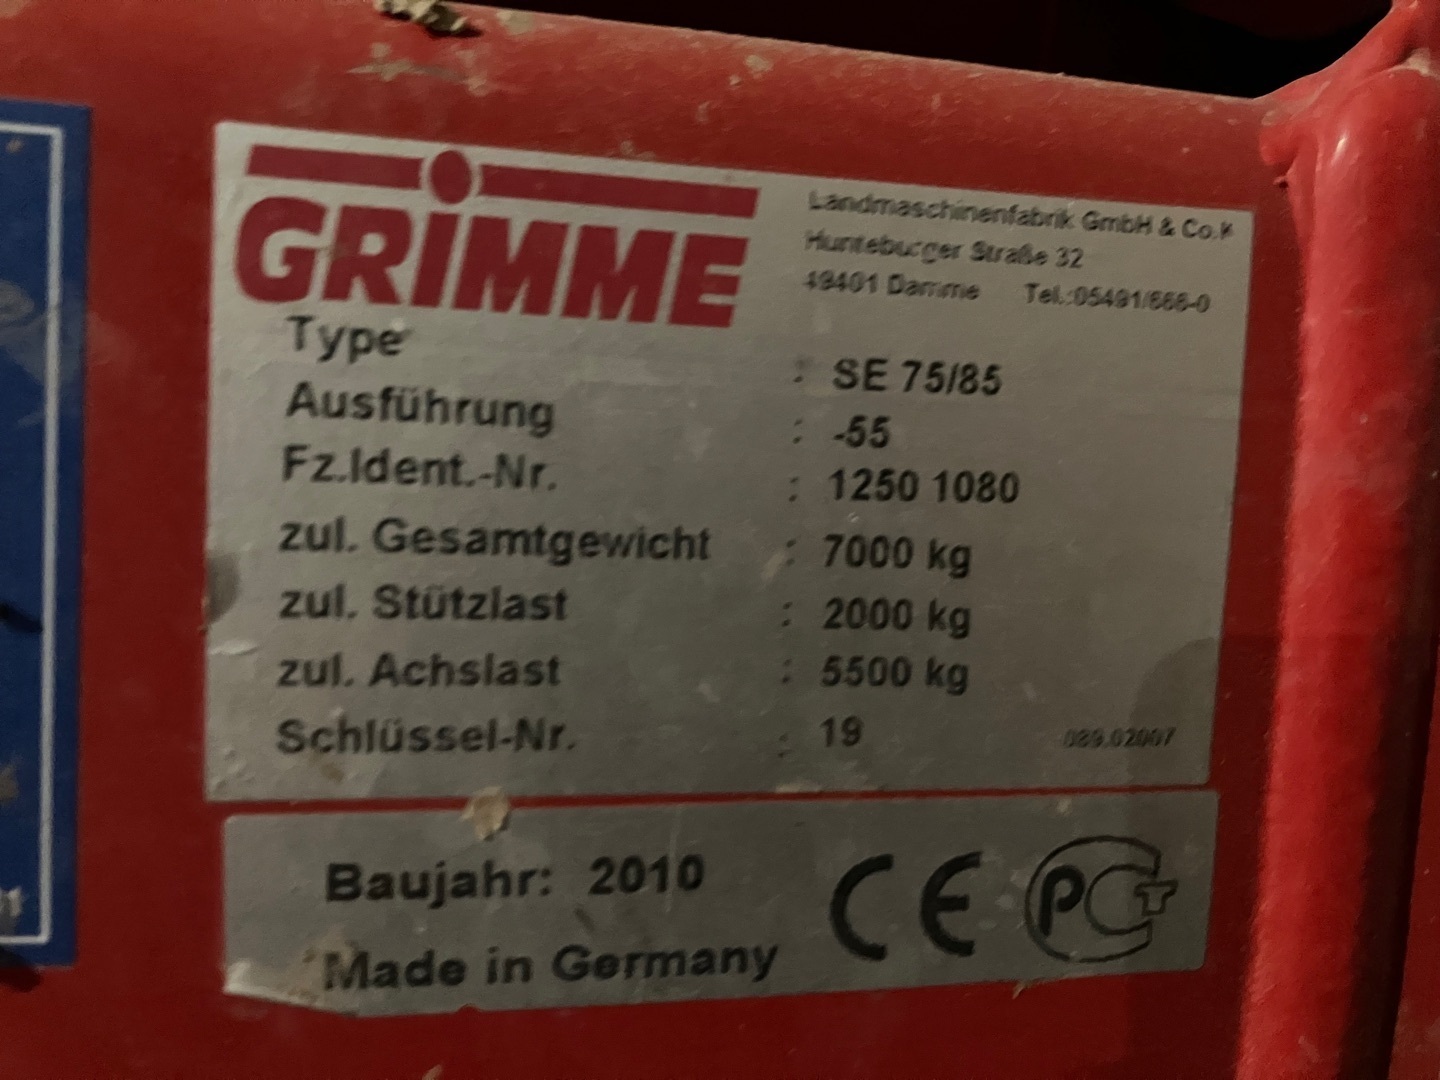 GRIMME
Landmaschinenfabrik GmbH & Co.K
Hunteburger Straße 32
49401 Damme Tel.:05491/666-0
Type : SE 75/85
Ausführung : -55
Fz.Ident.-Nr. : 1250 1080
zul. Gesamtgewicht : 7000 kg
zul. Stützlast : 2000 kg
zul. Achslast : 5500 kg
Schlüssel-Nr. : 19
089.02007
Baujahr: 2010
Made in Germany
CE
PCT